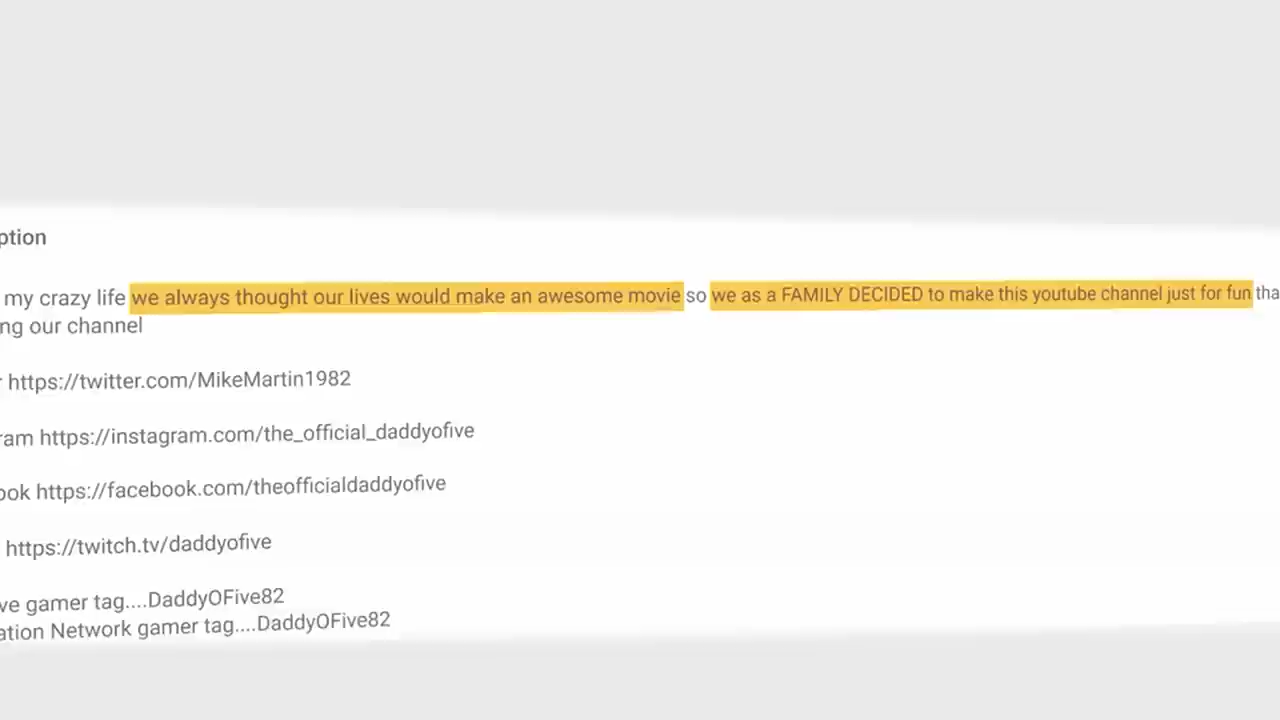 ption
my crazy life we always thought our lives would make an awesome movie so we as a FAMILY DECIDED to make this youtube channel just for fun tha
ng our channel
r https://twitter.com/MikeMartin1982
ram https://instagram.com/the_official_daddyofive
ook https://facebook.com/theofficialdaddyofive
https://twitch.tv/daddyofive
ve gamer tag....DaddyOFive82
ation Network gamer tag....DaddyOFive82